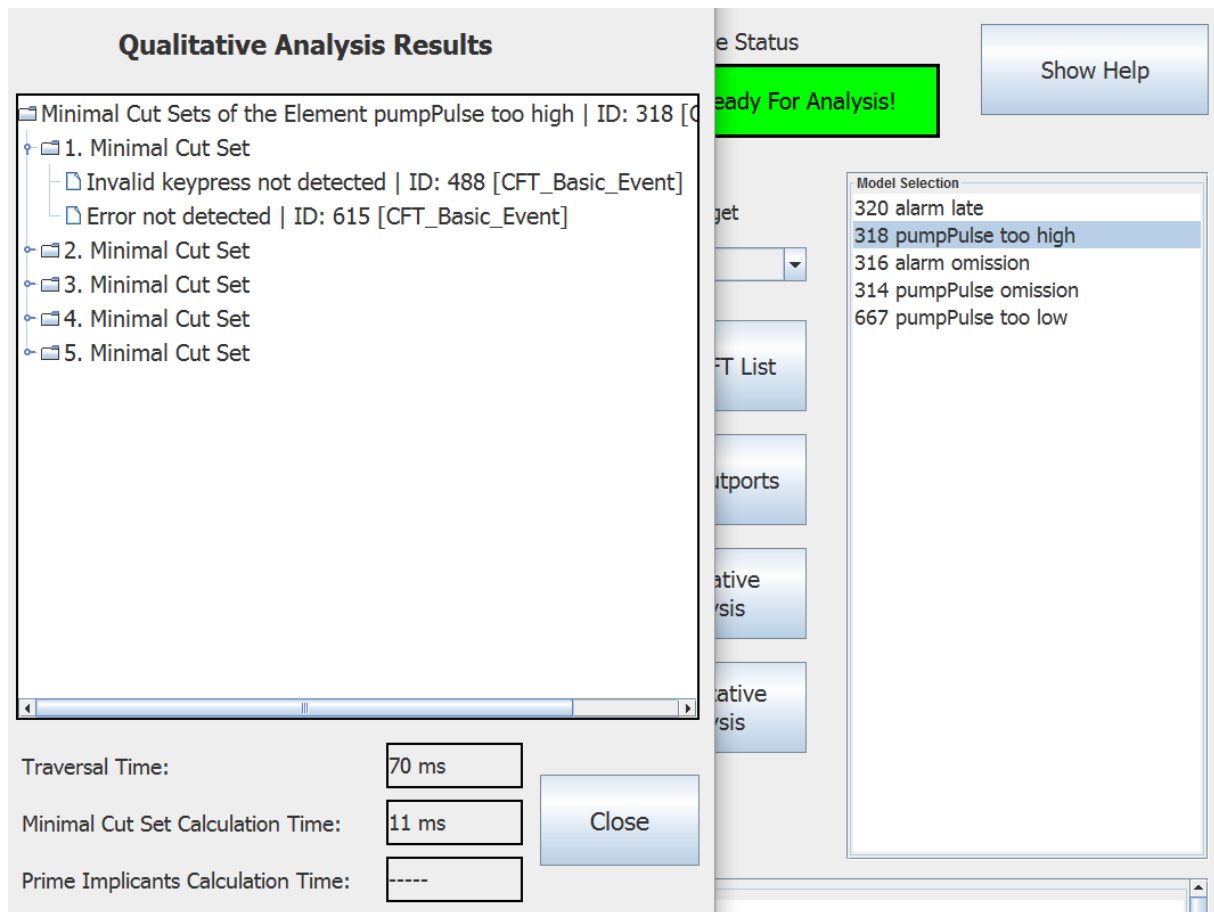 Qualitative Analysis Results
Minimal Cut Sets of the Element pumpPulse too high | ID: 318 [
1. Minimal Cut Set
Invalid keypress not detected | ID: 488 [CFT_Basic_Event]
Error not detected | ID: 615 [CFT_Basic_Event]
2. Minimal Cut Set
3. Minimal Cut Set
4. Minimal Cut Set
5. Minimal Cut Set
Traversal Time:
70 ms
Minimal Cut Set Calculation Time:
11 ms
Prime Implicants Calculation Time:
-----
Close
e Status
eady For Analysis!
Show Help
get
FT List
utports
ative
ysis
tative
ysis
Model Selection
320 alarm late
318 pumpPulse too high
316 alarm omission
314 pumpPulse omission
667 pumpPulse too low